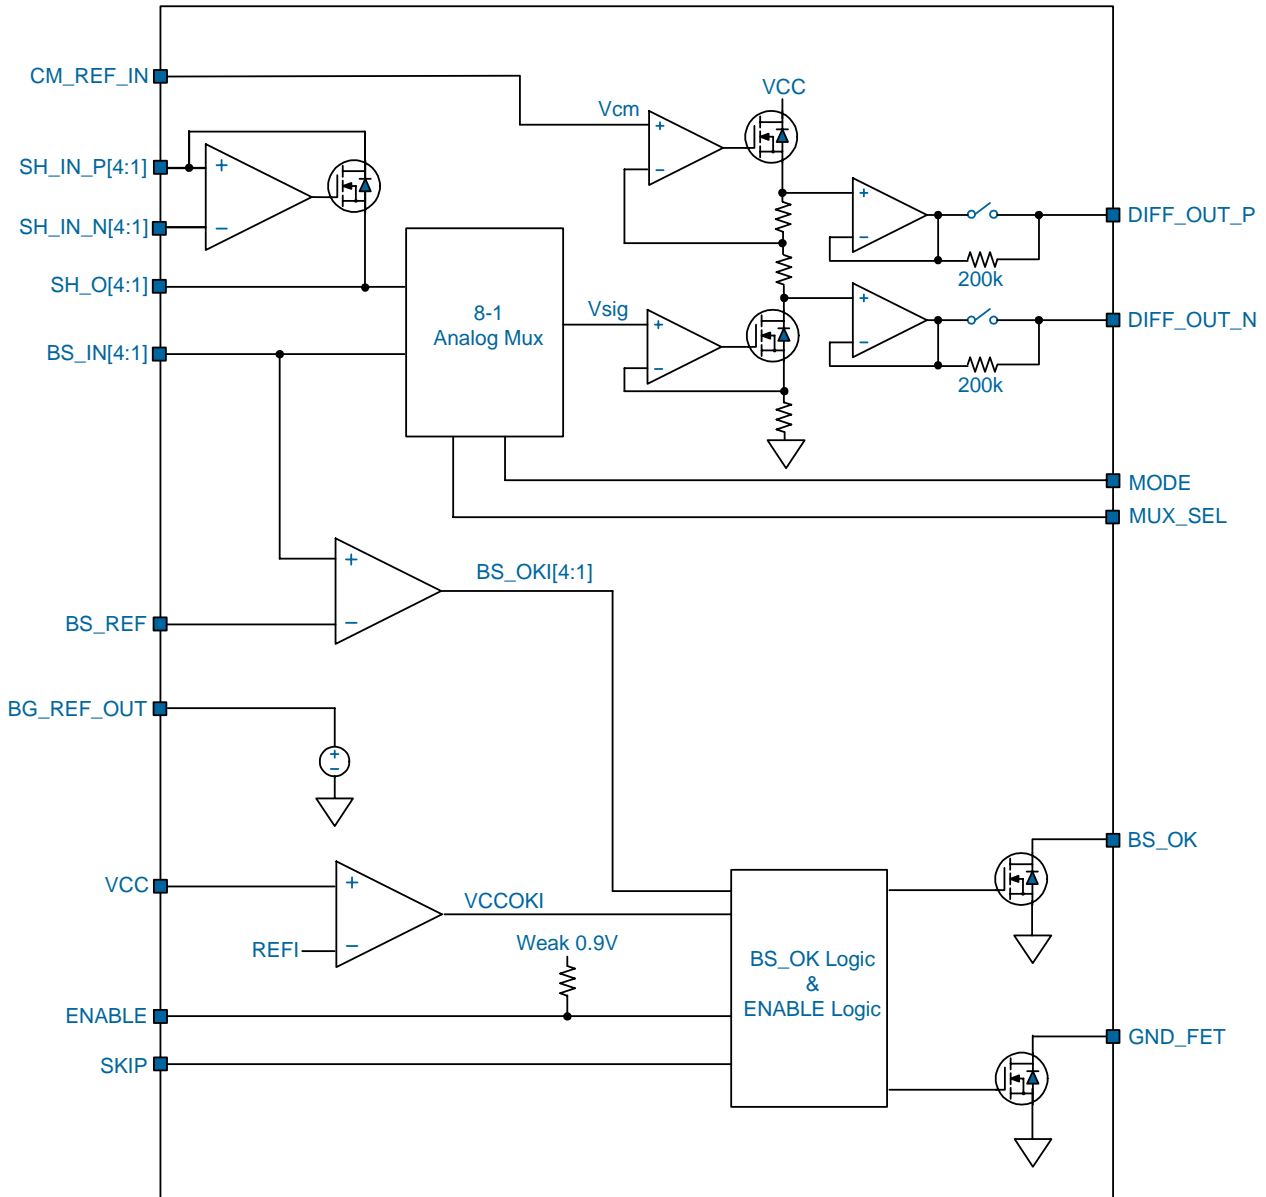 CM_REF_IN
VCC
Vcm
+
−
SH_IN_P[4:1]
+
SH_IN_N[4:1]
−
+
−
DIFF_OUT_P
200k
SH_O[4:1]
8-1
Analog Mux
Vsig
+
−
+
−
DIFF_OUT_N
200k
BS_IN[4:1]
MODE
MUX_SEL
+
BS_OKI[4:1]
BS_REF
−
BG_REF_OUT
+
−
BS_OK
VCC
+
VCCOKI
REFI
−
Weak 0.9V
BS_OK Logic
&
ENABLE Logic
ENABLE
GND_FET
SKIP